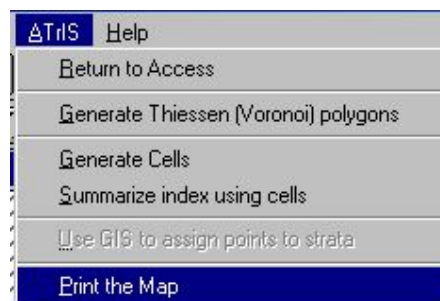 ATrIS Help
Return to Access
Generate Thiessen (Voronoi) polygons
Generate Cells
Summarize index using cells
Use GIS to assign points to strata
Print the Map